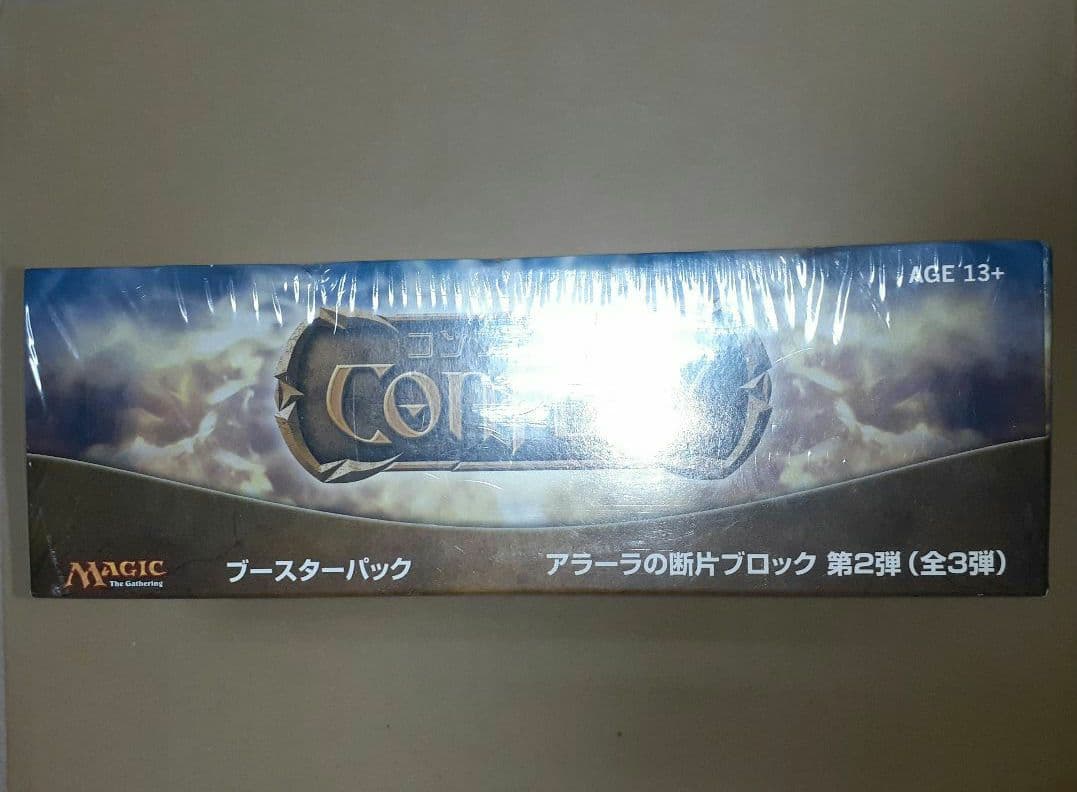 AGE 13+
MAGIC
The Gathering
ブースターパック
アラーラの断片ブロック 第2弾(全3弾)